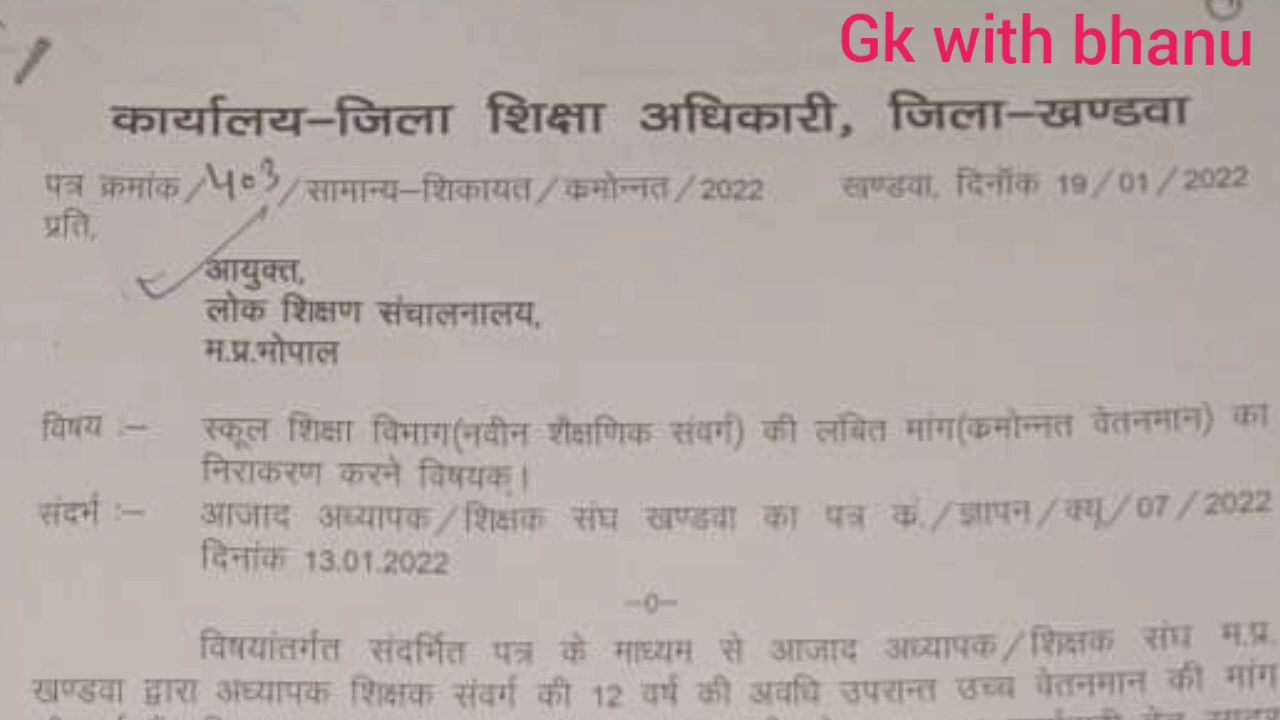 Gk with bhanu
कार्यालय–जिला शिक्षा अधिकारी, जिला–खण्डवा
पत्र क्रमांक/५०३/सामान्य–शिकायत/कमोन्नत/2022 खण्डवा, दिनॉक 19/01/2022
प्रति,
आयुक्त,
लोक शिक्षण संचालनालय,
म.प्र.भोपाल
विषय :– स्कूल शिक्षा विभाग(नवीन शैक्षणिक संवर्ग) की लंबित मांग(कमोन्नत वेतनमान) का
निराकरण करने विषयक्।
संदर्भ :– आजाद अध्यापक/शिक्षक संघ खण्डवा का पत्र कं./ज्ञापन/क्यू/07/2022
दिनांक 13.01.2022
–0–
विषयांतर्गत संदर्भित पत्र के माध्यम से आजाद अध्यापक/शिक्षक संघ म.प्र.
खण्डवा द्वारा अध्यापक शिक्षक संवर्ग की 12 वर्ष की अवधि उपरान्त उच्च वेतनमान की मांग